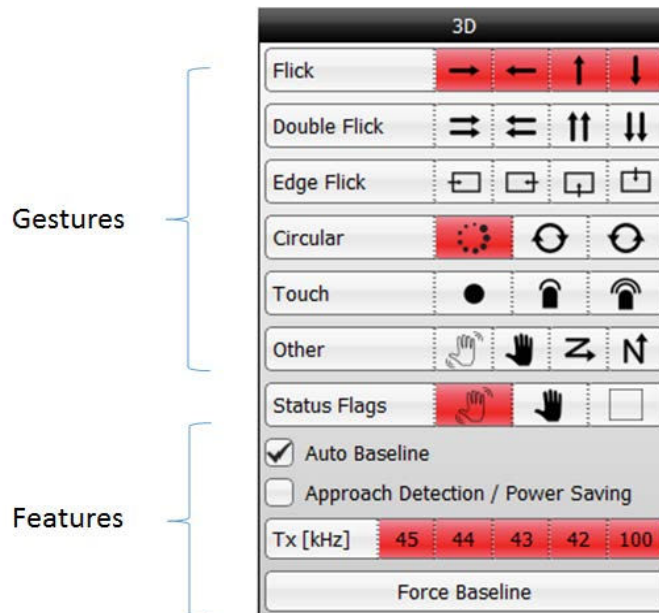 3D
Flick
Double Flick
Edge Flick
Gestures
Circular
Touch
Other
Status Flags
Auto Baseline
Approach Detection / Power Saving
Features
Tx [kHz] 45 44 43 42 100
Force Baseline